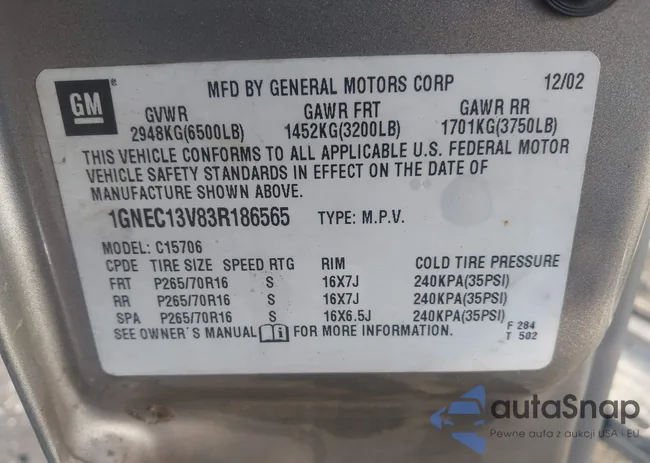 GM
MFD BY GENERAL MOTORS CORP 12/02
GVWR GAWR FRT GAWR RR
2948KG(6500LB) 1452KG(3200LB) 1701KG(3750LB)
THIS VEHICLE CONFORMS TO ALL APPLICABLE U.S. FEDERAL MOTOR
VEHICLE SAFETY STANDARDS IN EFFECT ON THE DATE OF
MANUFACTURE SHOWN ABOVE.
1GNEC13V83R186565 TYPE: M.P.V.
MODEL: C15706
CPDE TIRE SIZE SPEED RTG RIM COLD TIRE PRESSURE
FRT P265/70R16 S 16X7J 240KPA(35PSI)
RR P265/70R16 S 16X7J 240KPA(35PSI)
SPA P265/70R16 S 16X6.5J 240KPA(35PSI)
SEE OWNER'S MANUAL FOR MORE INFORMATION.
F 284
T 502
autaSnap
Pewne auta z aukcji USA i EU